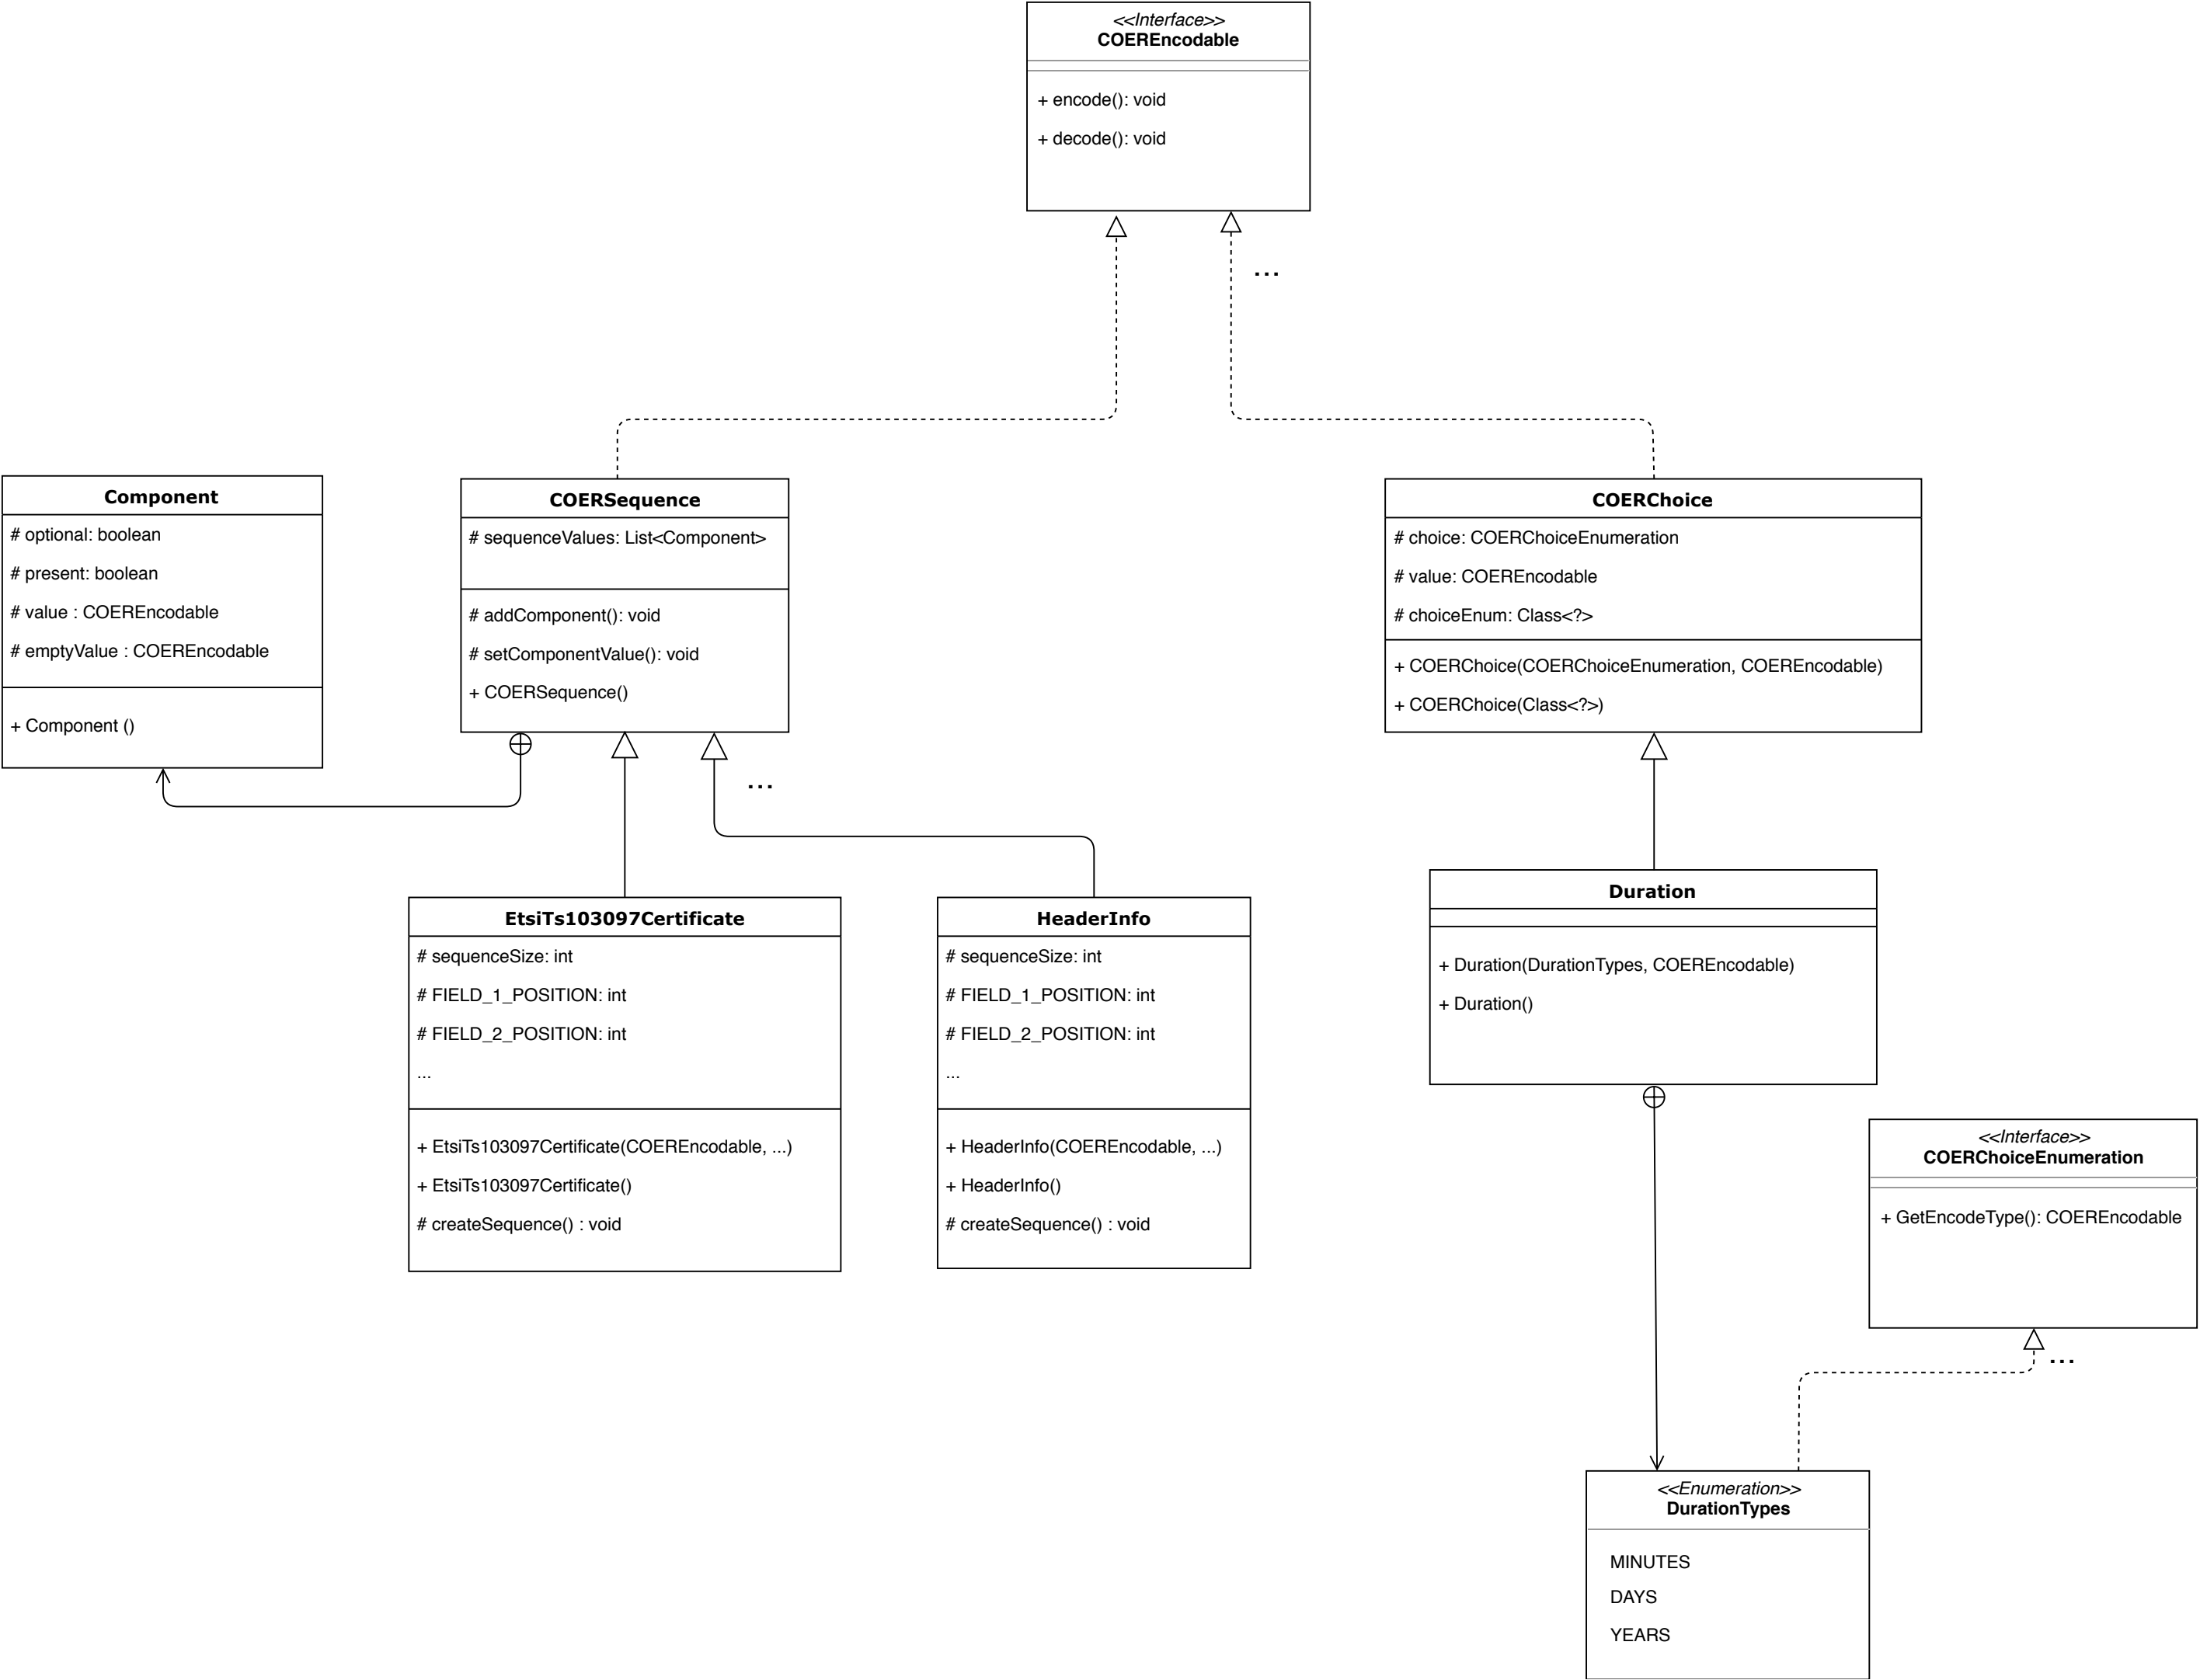 <<Interface>>
COEREncodable
+ encode(): void
+ decode(): void
...
Component
# optional: boolean
# present: boolean
# value : COEREncodable
# emptyValue : COEREncodable
+ Component ()
COERSequence
# sequenceValues: List<Component>
# addComponent(): void
# setComponentValue(): void
+ COERSequence()
...
COERChoice
# choice: COERChoiceEnumeration
# value: COEREncodable
# choiceEnum: Class<?>
+ COERChoice(COERChoiceEnumeration, COEREncodable)
+ COERChoice(Class<?>)
EtsiTs103097Certificate
# sequenceSize: int
# FIELD_1_POSITION: int
# FIELD_2_POSITION: int
...
+ EtsiTs103097Certificate(COEREncodable, ...)
+ EtsiTs103097Certificate()
# createSequence() : void
HeaderInfo
# sequenceSize: int
# FIELD_1_POSITION: int
# FIELD_2_POSITION: int
...
+ HeaderInfo(COEREncodable, ...)
+ HeaderInfo()
# createSequence() : void
Duration
+ Duration(DurationTypes, COEREncodable)
+ Duration()
<<Interface>>
COERChoiceEnumeration
+ GetEncodeType(): COEREncodable
...
<<Enumeration>>
DurationTypes
MINUTES
DAYS
YEARS